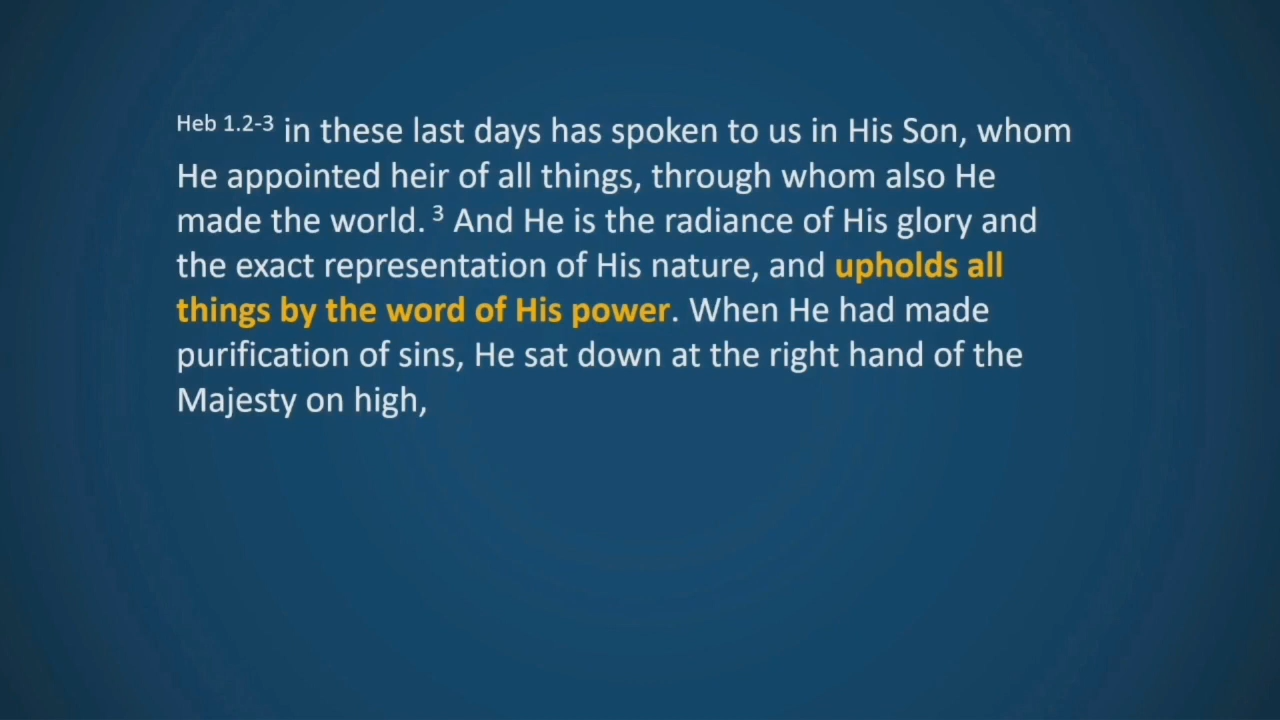 Heb 1.2-3 in these last days has spoken to us in His Son, whom
He appointed heir of all things, through whom also He
made the world. 3 And He is the radiance of His glory and
the exact representation of His nature, and upholds all
things by the word of His power. When He had made
purification of sins, He sat down at the right hand of the
Majesty on high,